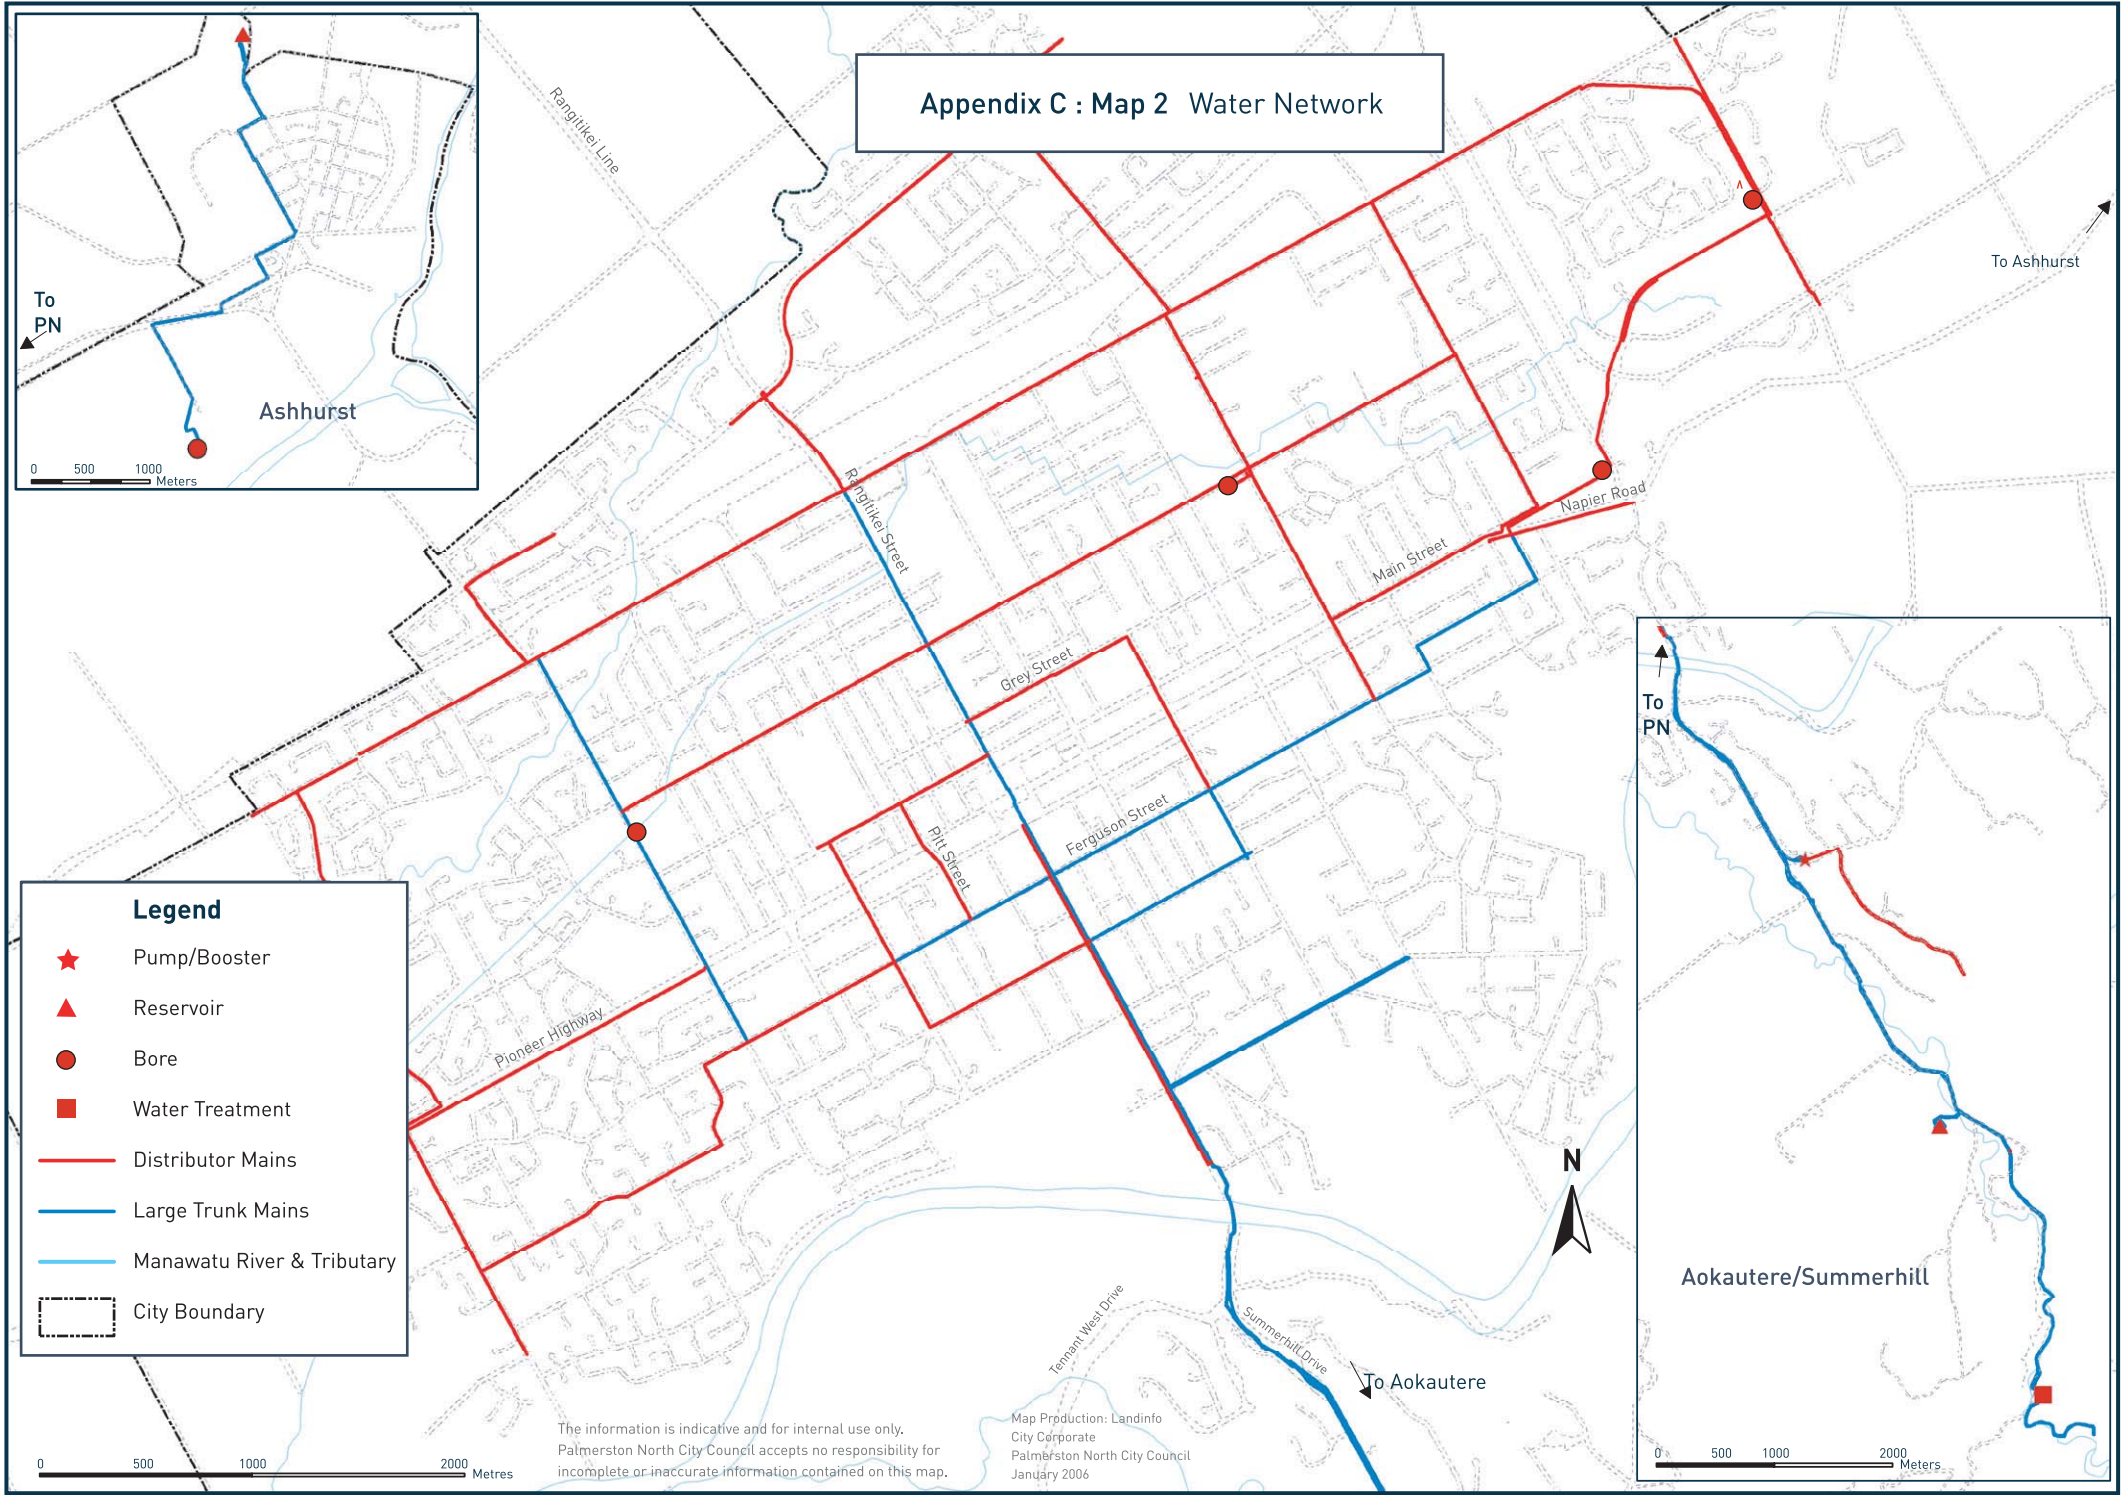 Appendix C : Map 2 Water Network
Rangitikei Line
To
PN
Ashhurst
0 500 1000
Meters
To Ashhurst
Rangitikei Street
Napier Road
Main Street
Grey Street
Ferguson Street
Pitt Street
Pioneer Highway
Legend
Pump/Booster
Reservoir
Bore
Water Treatment
Distributor Mains
Large Trunk Mains
Manawatu River & Tributary
City Boundary
To
PN
Aokautere/Summerhill
0 500 1000 2000
Meters
N
Tennant West Drive
Summerhill Drive
To Aokautere
The information is indicative and for internal use only.
Palmerston North City Council accepts no responsibility for
incomplete or inaccurate information contained on this map.
Map Production: Landinfo
City Corporate
Palmerston North City Council
January 2006
0 500 1000 2000
Metres